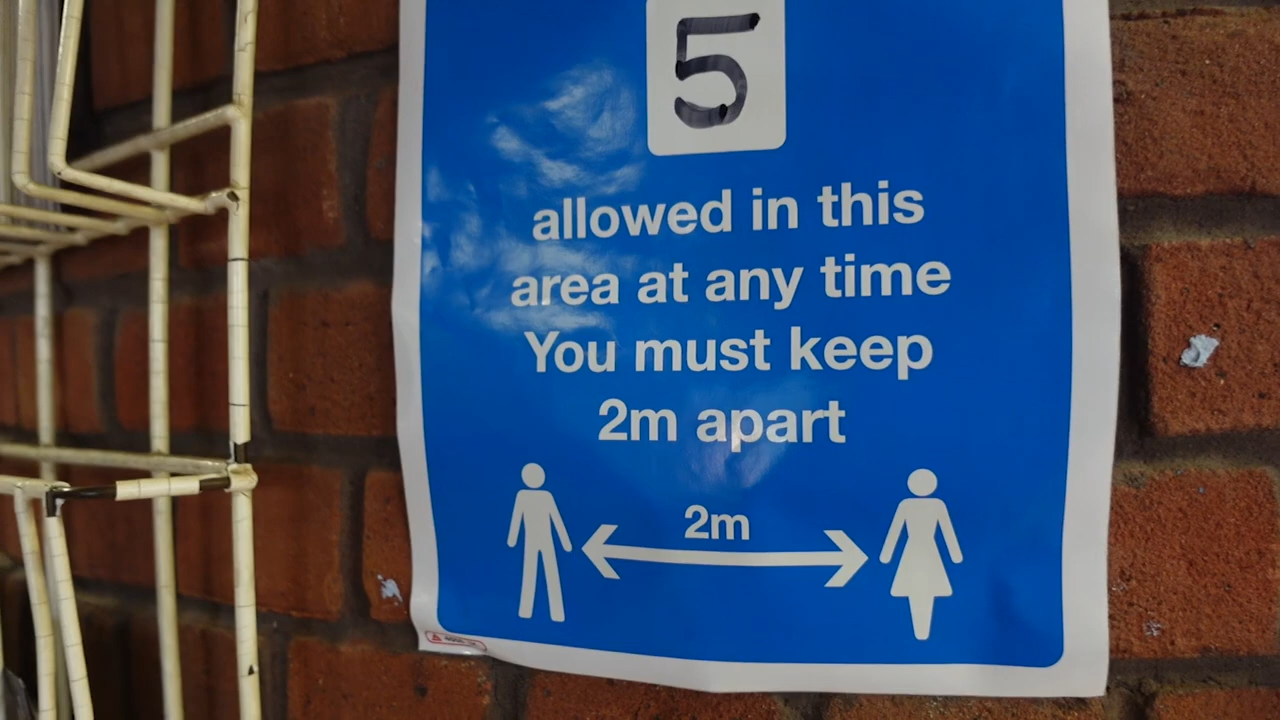 5
allowed in this
area at any time
You must keep
2m apart
2m